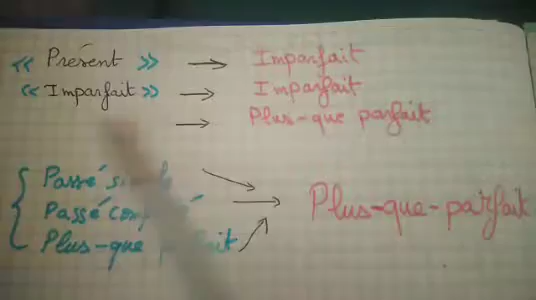 « Présent » → Imparfait
« Imparfait » → Imparfait
→ Plus-que parfait
Passé
Passé
Plus-que
Plus-que-parfait